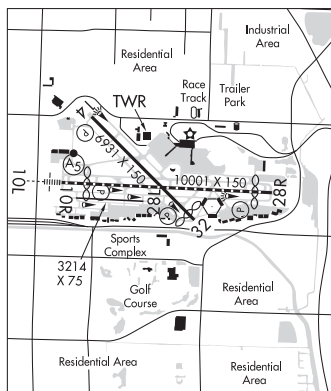 Industrial
Area
Residential
Area
Race
Track
Trailer
Park
TWR
6931 X 150
A5
P
P
10001 X 150
10L
10R
28R
P
P
32
3214
X 75
Sports
Complex
Golf
Course
Residential
Area
Residential Area
Residential
Area